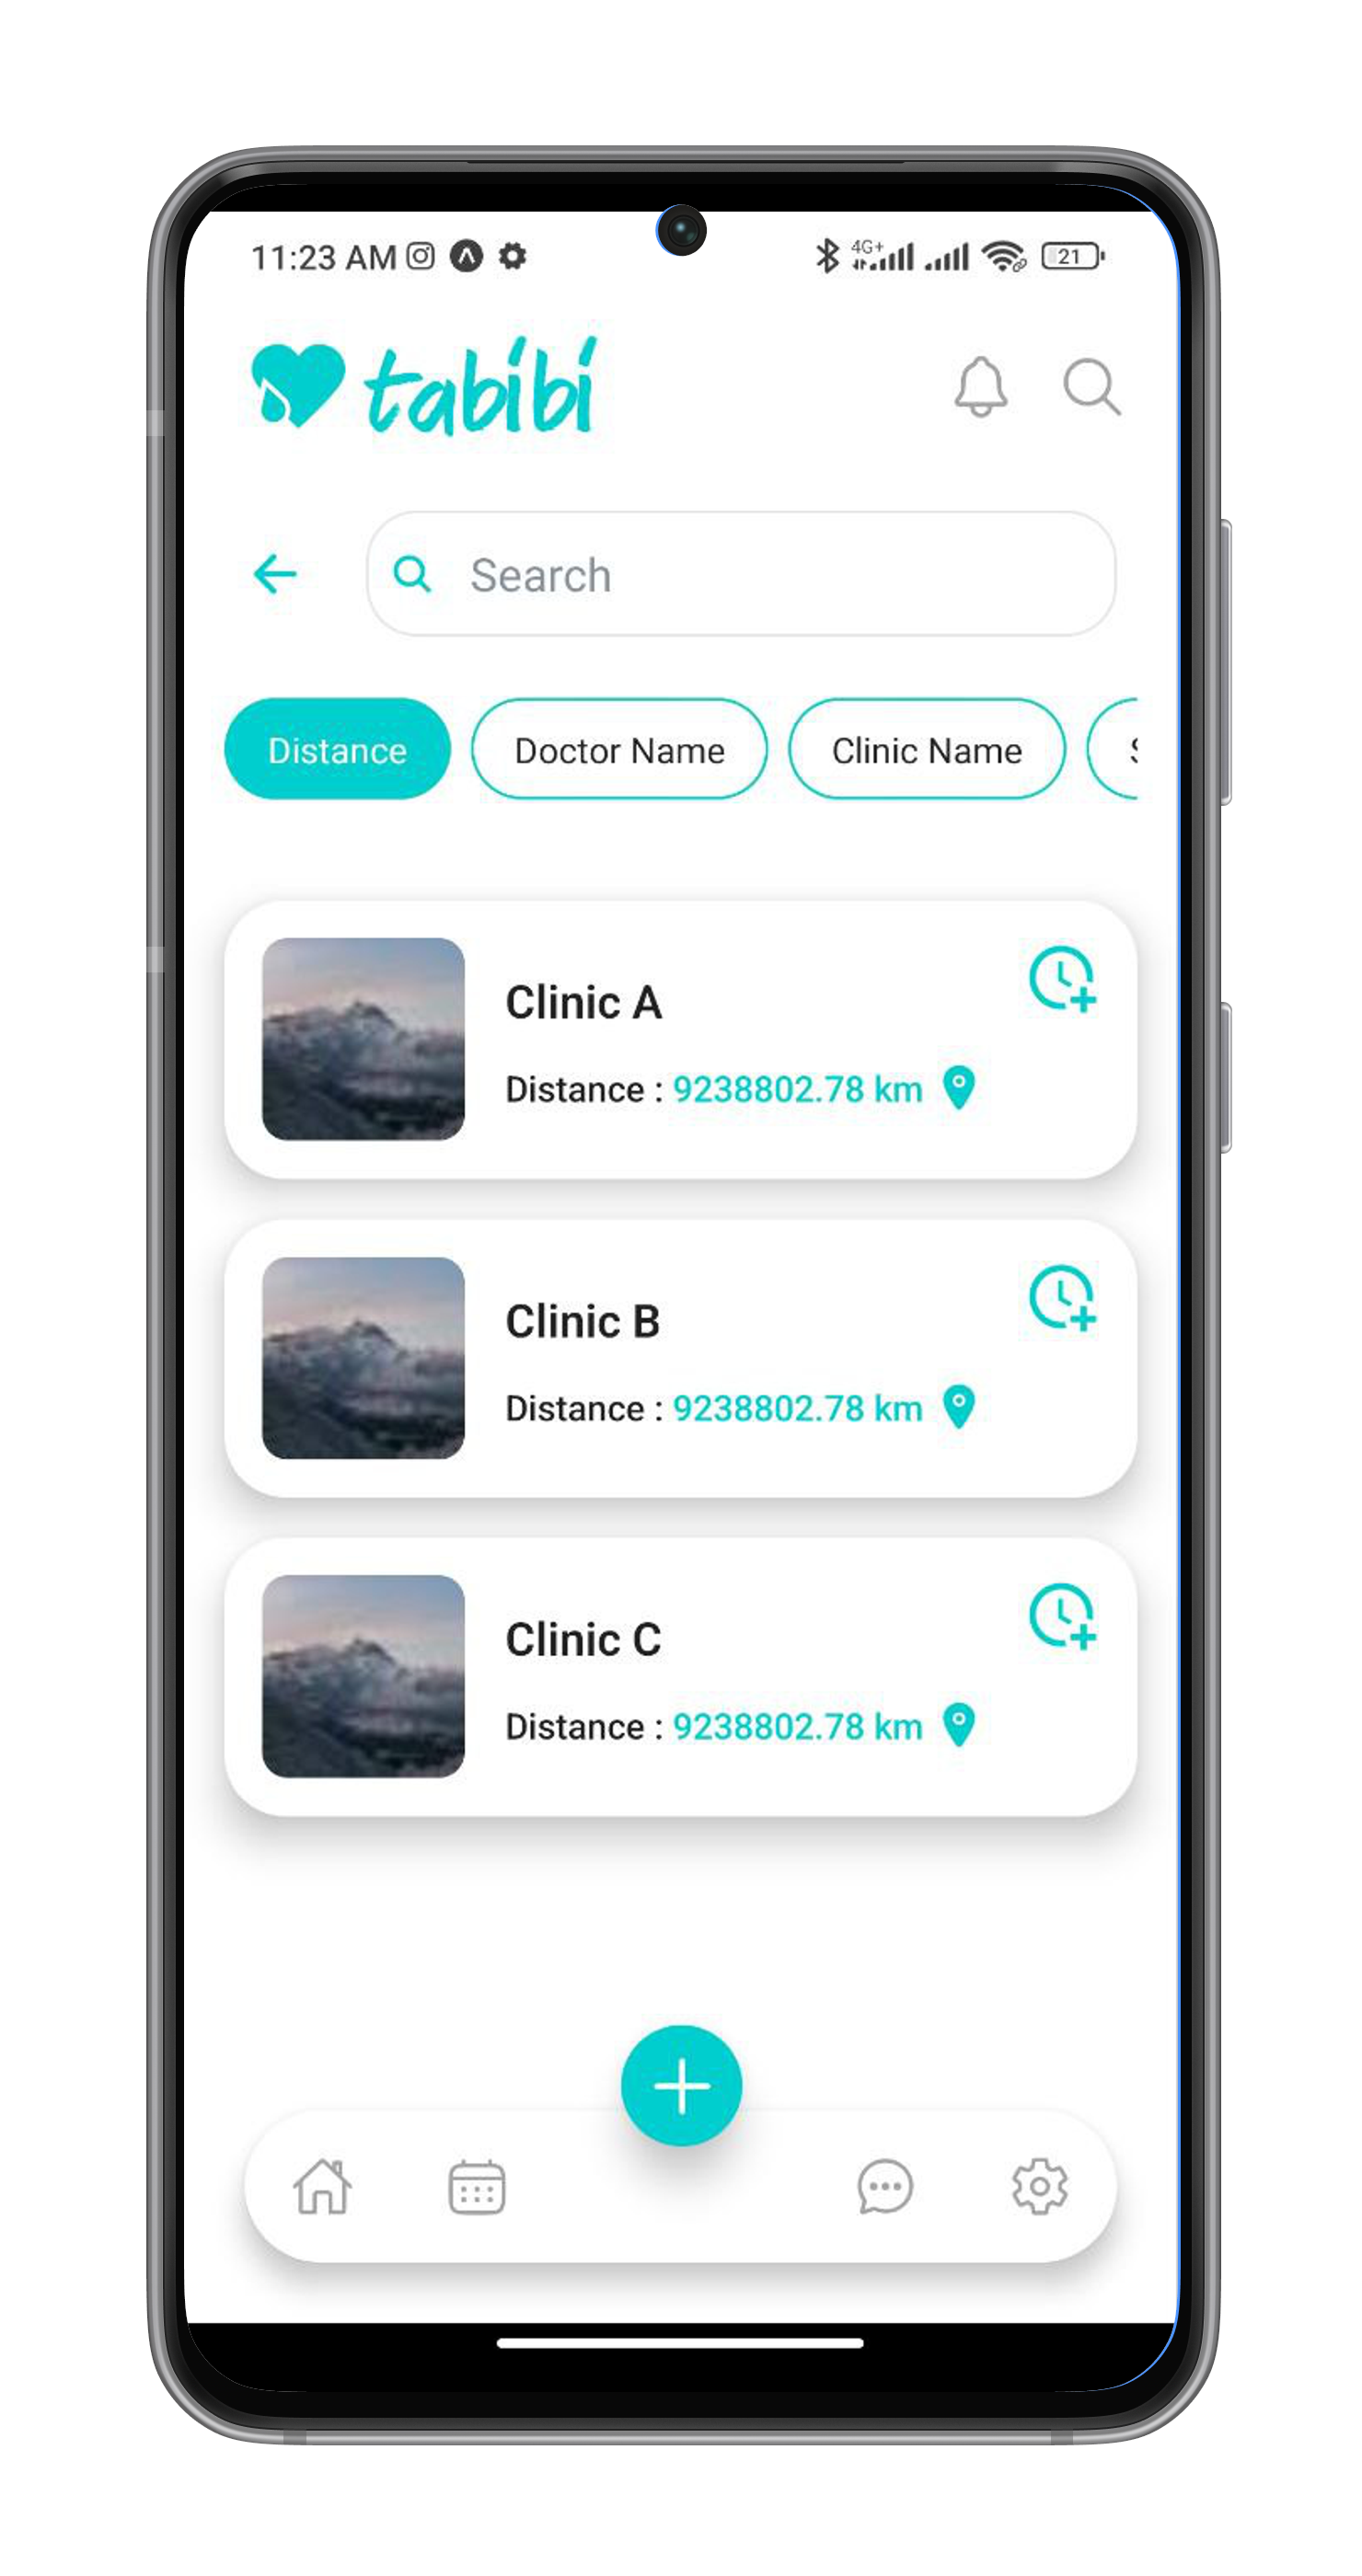 11:23 AM
4G+
21
tabibi
Search
Distance
Doctor Name
Clinic Name
Clinic A
Distance : 9238802.78 km
Clinic B
Distance : 9238802.78 km
Clinic C
Distance : 9238802.78 km